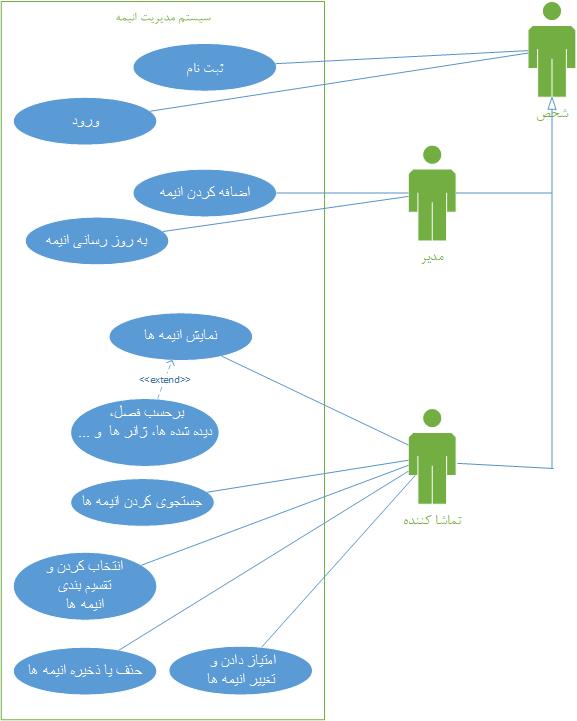 سیستم مدیریت انیمه
ثبت نام
ورود
شخص
اضافه کردن انیمه
به روز رسانی انیمه
مدیر
نمایش انیمه ها
<<extend>>
برحسب فصل،
دیده شده ها، ژانر ها و ...
جستجوی کردن انیمه ها
تماشا کننده
انتخاب کردن و
تقسیم بندی
انیمه ها
حذف یا ذخیره انیمه ها
امتیاز دادن و
تغییر انیمه ها